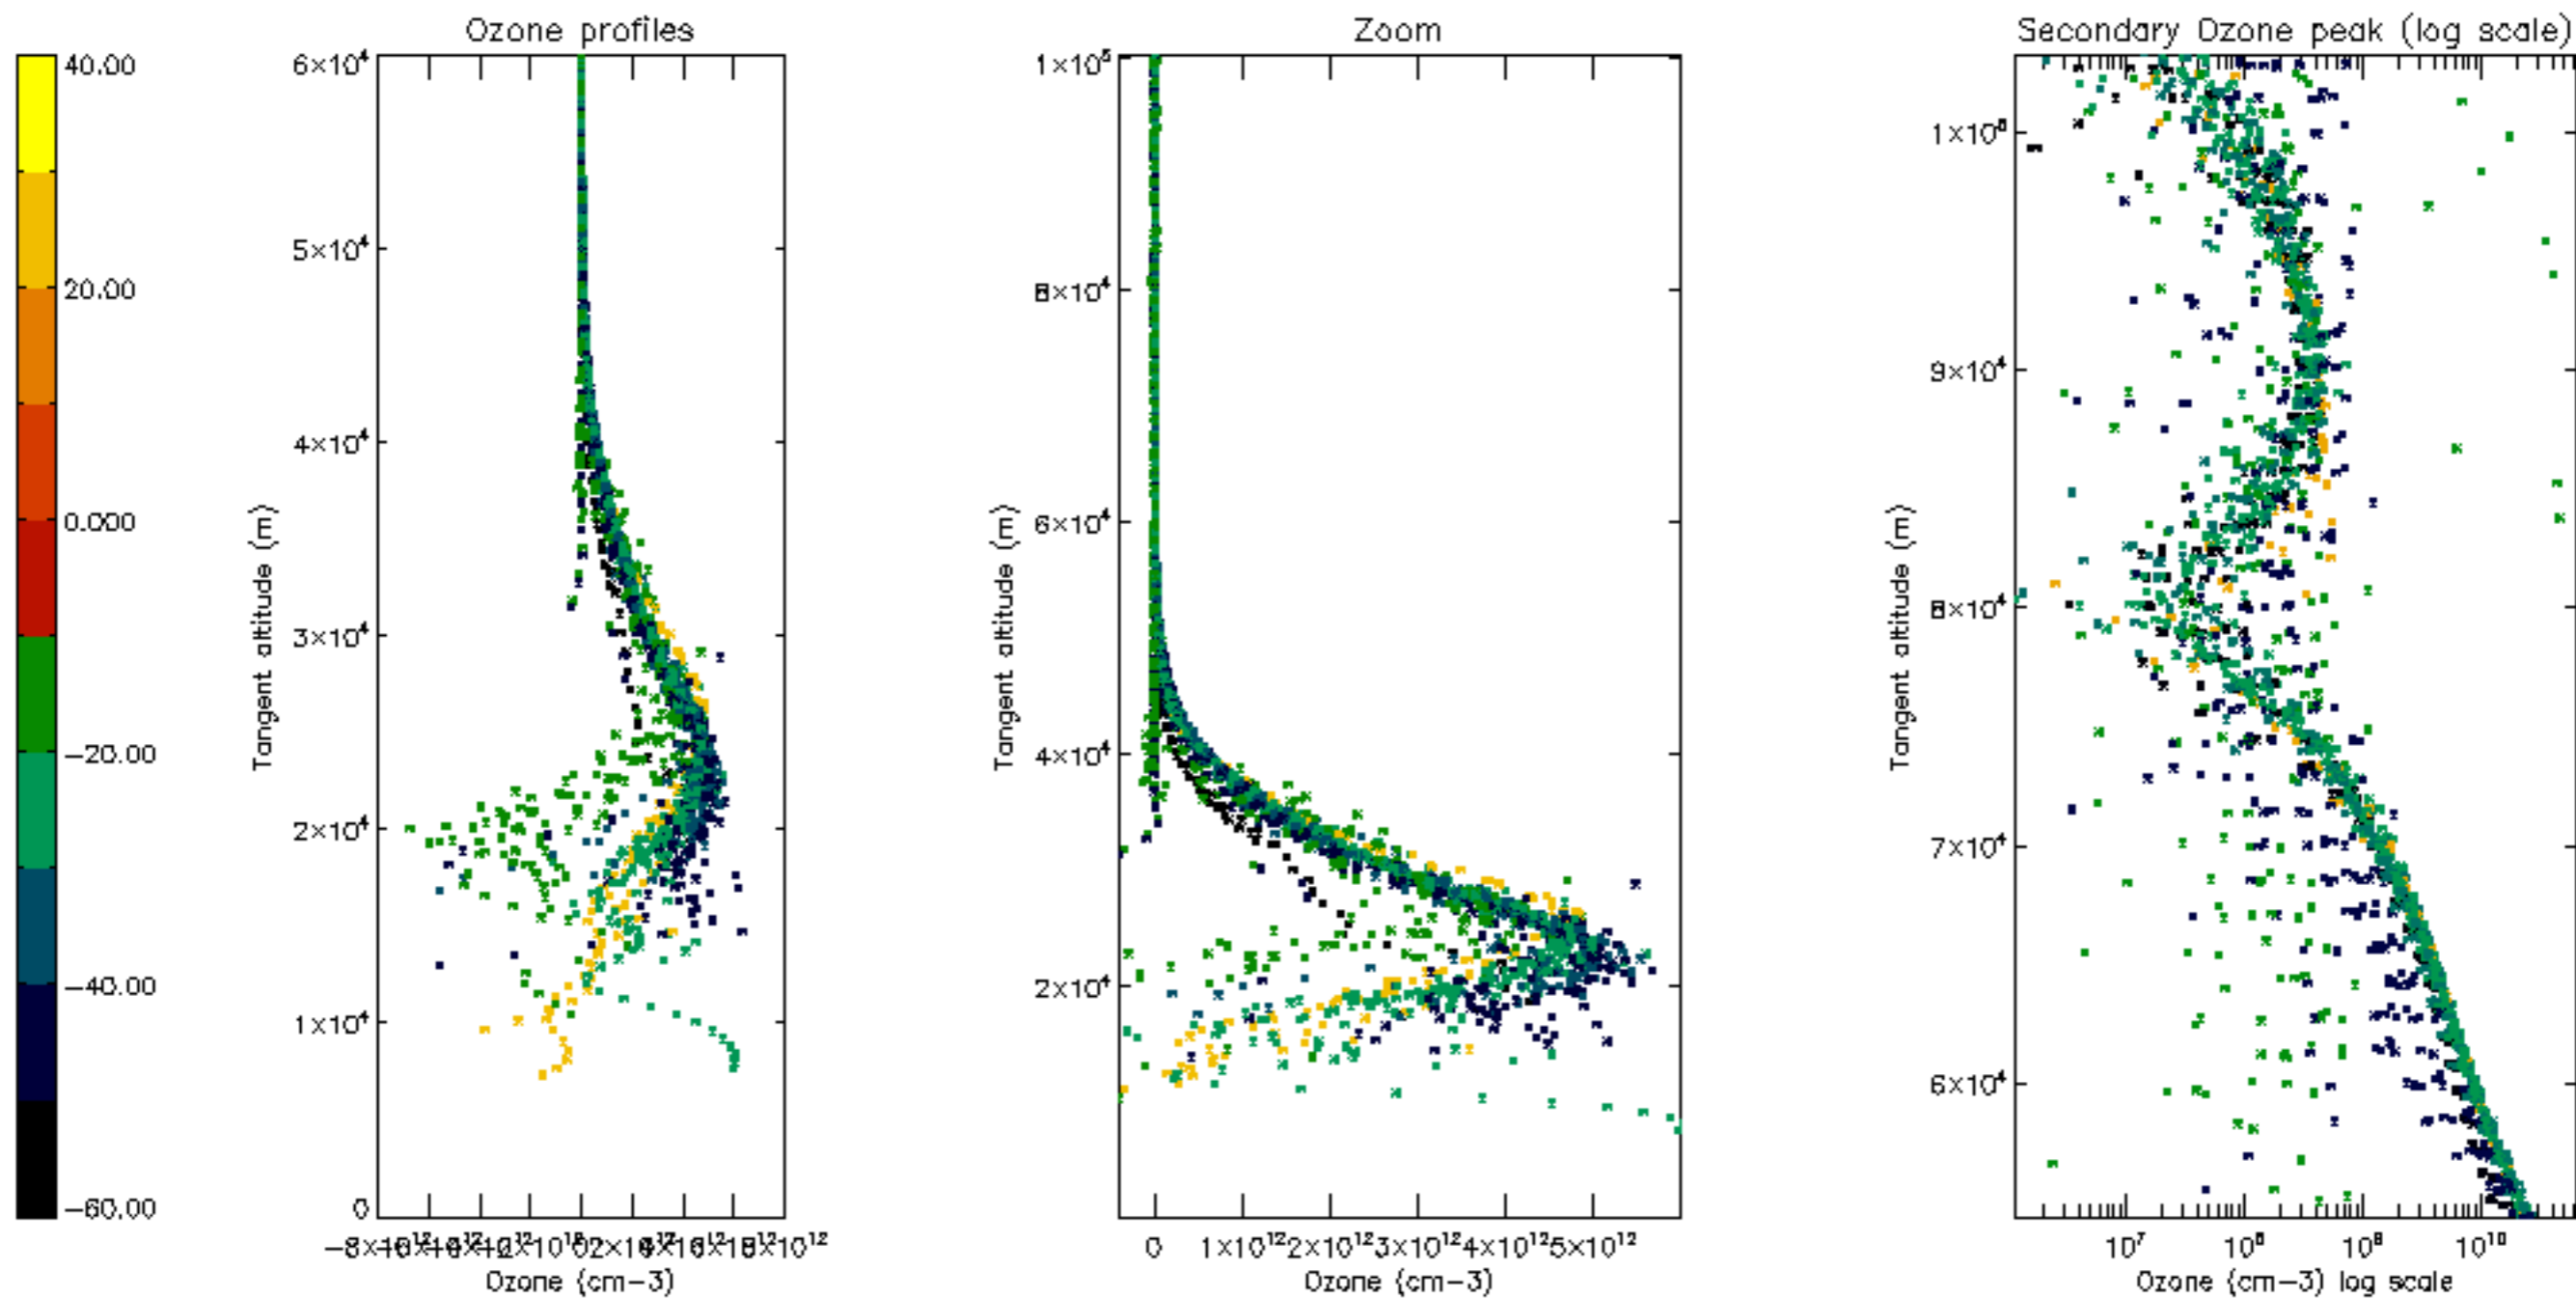 Ozone profiles
Zoom
Secondary Ozone peak (log scale)
40.00
20.00
0.000
−20.00
−40.00
−60.00
6×10⁴
5×10⁴
4×10⁴
3×10⁴
2×10⁴
1×10⁴
0
Tangent altitude (m)
Ozone (cm−3)
1×10⁵
8×10⁴
6×10⁴
4×10⁴
2×10⁴
Tangent altitude (m)
0 1×10¹² 2×10¹² 3×10¹² 4×10¹² 5×10¹²
Ozone (cm−3)
9×10⁴
8×10⁴
7×10⁴
6×10⁴
Tangent altitude (m)
10⁷ 10⁸ 10⁹ 10¹⁰
Ozone (cm−3) log scale